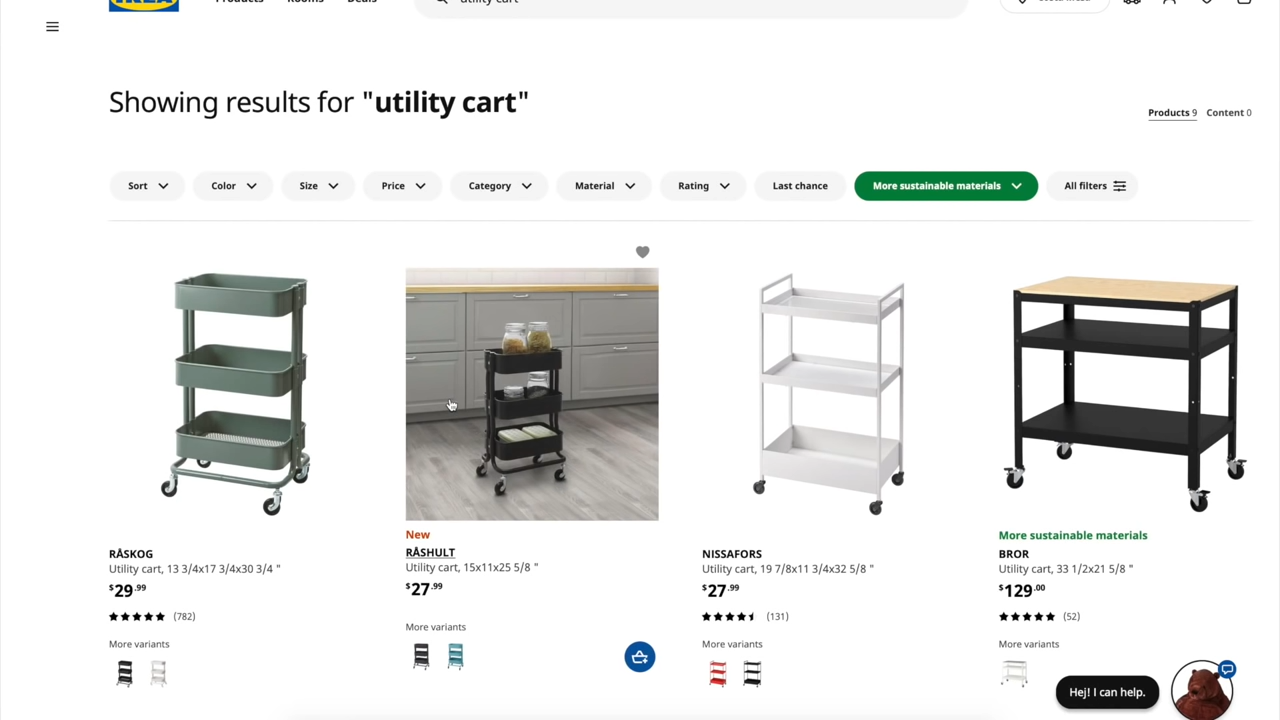 IKEA
Products Rooms Deals
utility cart
Showing results for "utility cart"
Products 9 Content 0
Sort Color Size Price Category Material Rating Last chance More sustainable materials All filters
New
More sustainable materials
RÅSKOG
RÅSHULT
NISSAFORS
BROR
Utility cart, 13 3/4x17 3/4x30 3/4 "
Utility cart, 15x11x25 5/8 "
Utility cart, 19 7/8x11 3/4x32 5/8 "
Utility cart, 33 1/2x21 5/8 "
$29.99
$27.99
$27.99
$129.00
(782)
(131)
(52)
More variants
More variants
More variants
More variants
Hej! I can help.